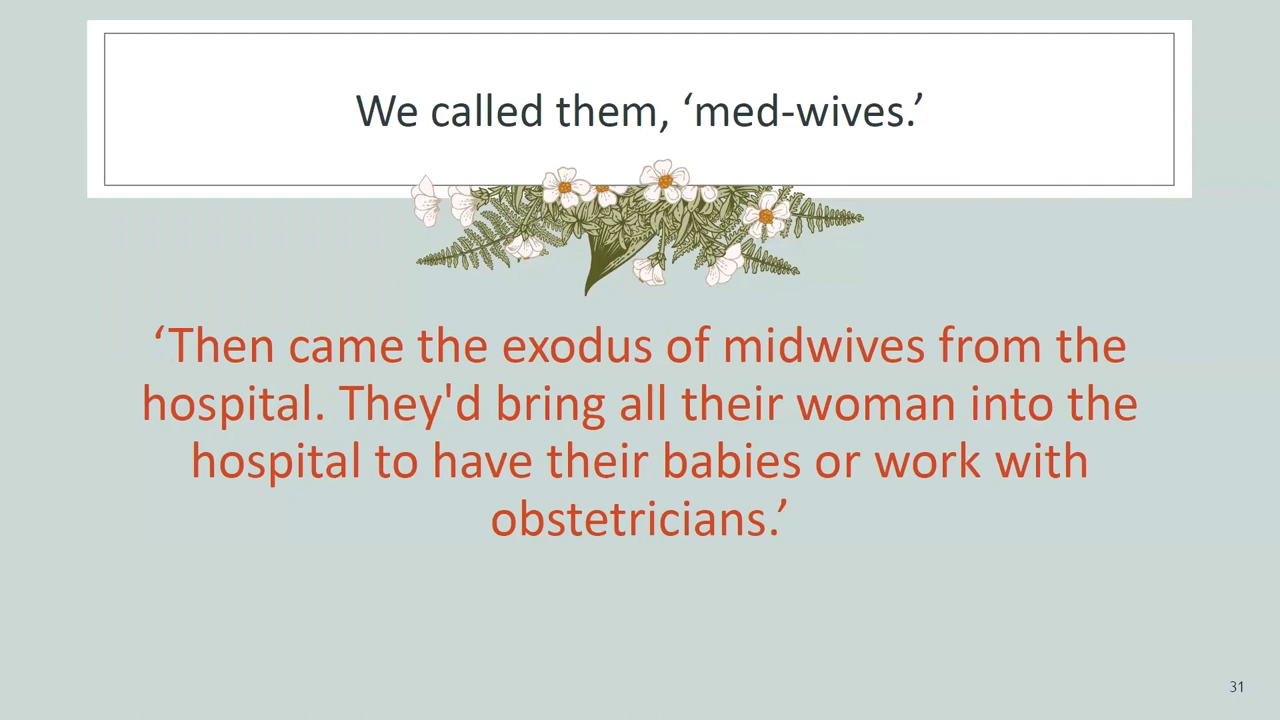 We called them, ‘med-wives.’
‘Then came the exodus of midwives from the
hospital. They'd bring all their woman into the
hospital to have their babies or work with
obstetricians.’
31